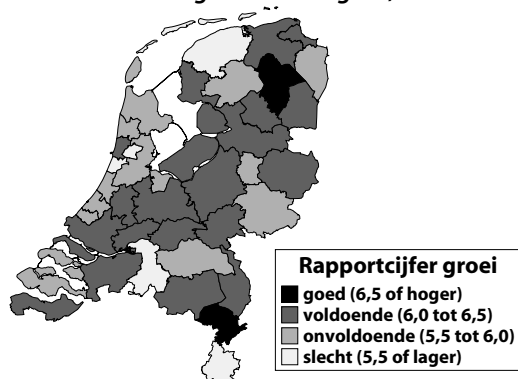 Rapportcijfer groei
goed (6,5 of hoger)
voldoende (6,0 tot 6,5)
onvoldoende (5,5 tot 6,0)
slecht (5,5 of lager)